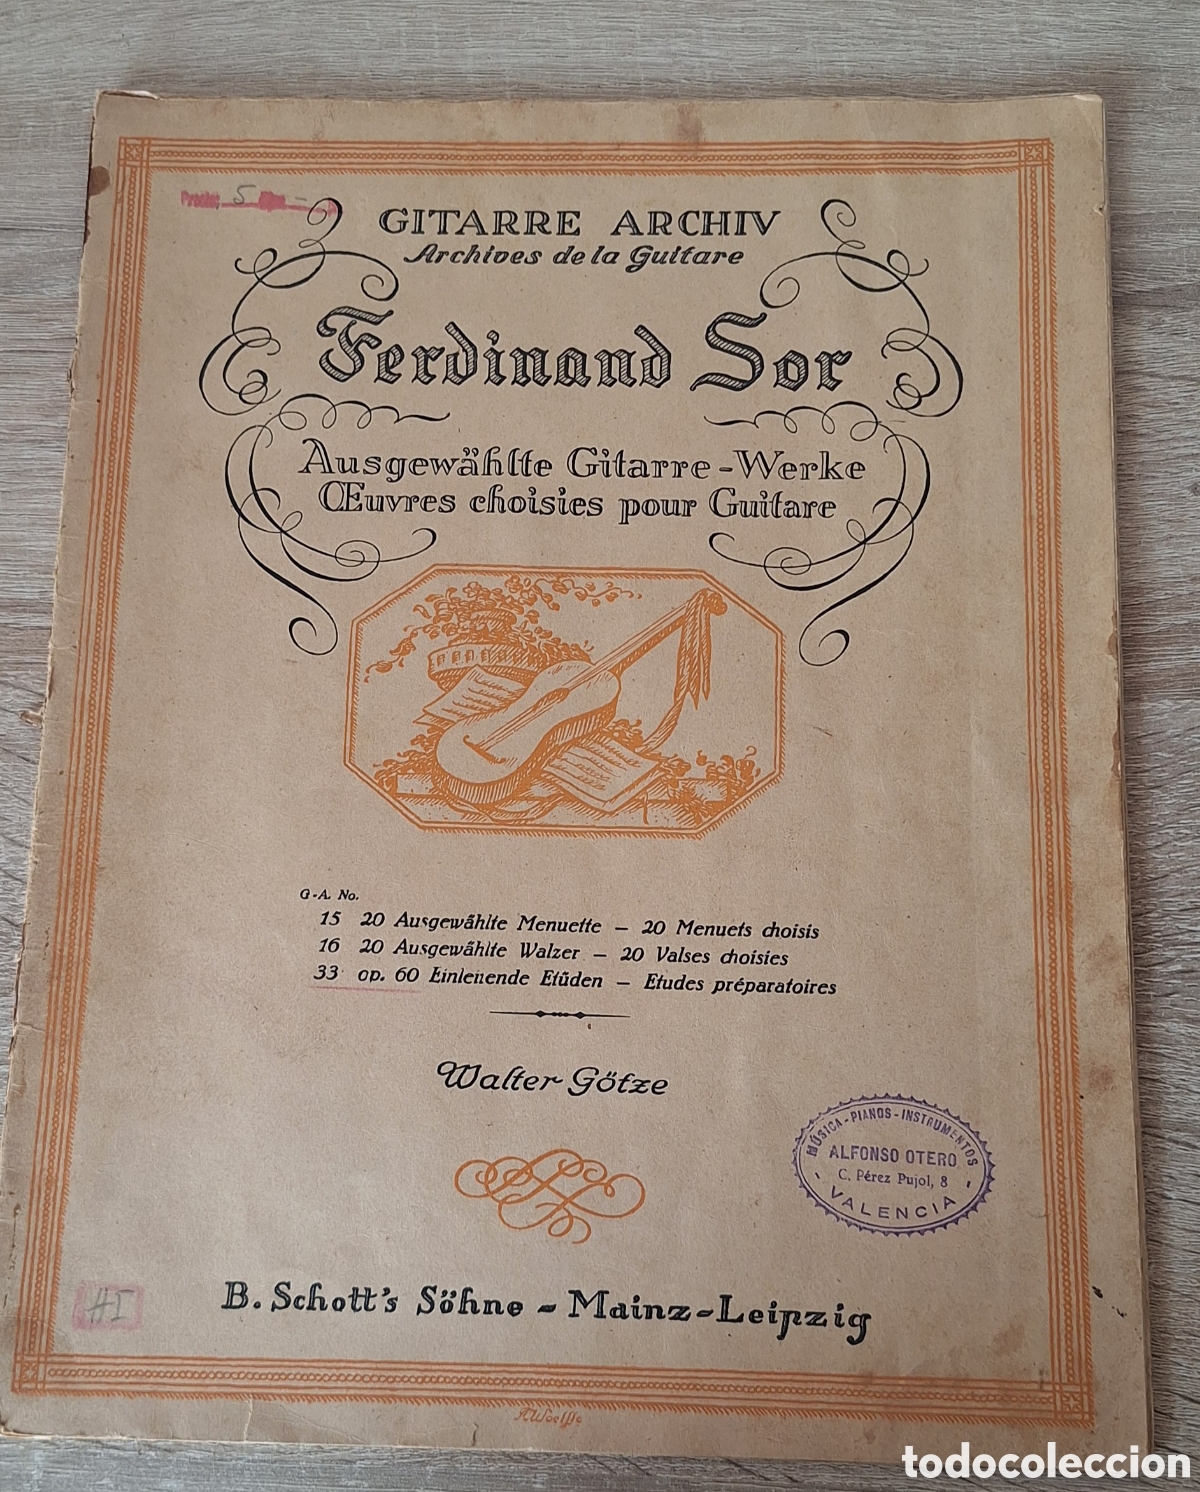 5
GITARRE ARCHIV
Archives de la Guitare
Ferdinand Sor
Ausgewählte Gitarre-Werke
Œuvres choisies pour Guitare
G-A. No.
15 20 Ausgewählte Menuette — 20 Menuets choisis
16 20 Ausgewählte Walzer — 20 Valses choisies
33 op. 60 Einleitende Etüden — Etudes préparatoires
Walter Götze
MÚSICA-PIANOS-INSTRUMENTOS
ALFONSO OTERO
C. Pérez Pujol, 8
- VALENCIA -
B. Schott's Söhne - Mainz-Leipzig
todocoleccion